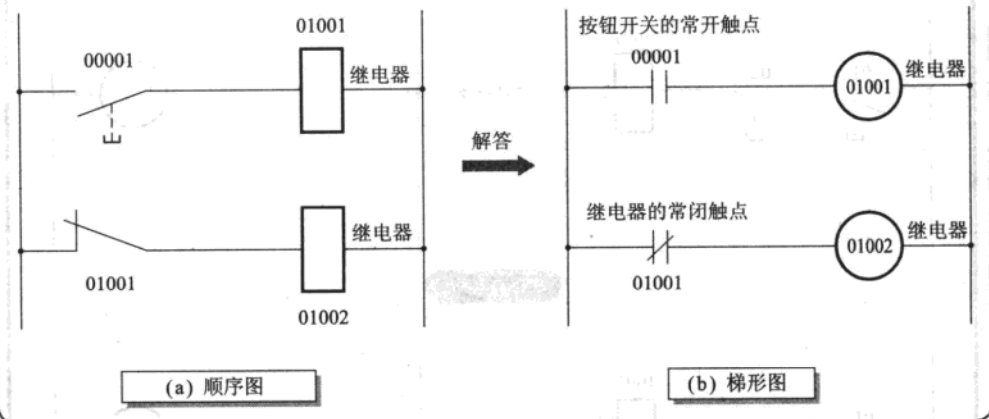 01001
00001
继电器
继电器
01001
01002
(a) 顺序图
解答
按钮开关的常开触点
00001
01001
继电器
继电器的常闭触点
01002
继电器
01001
(b) 梯形图